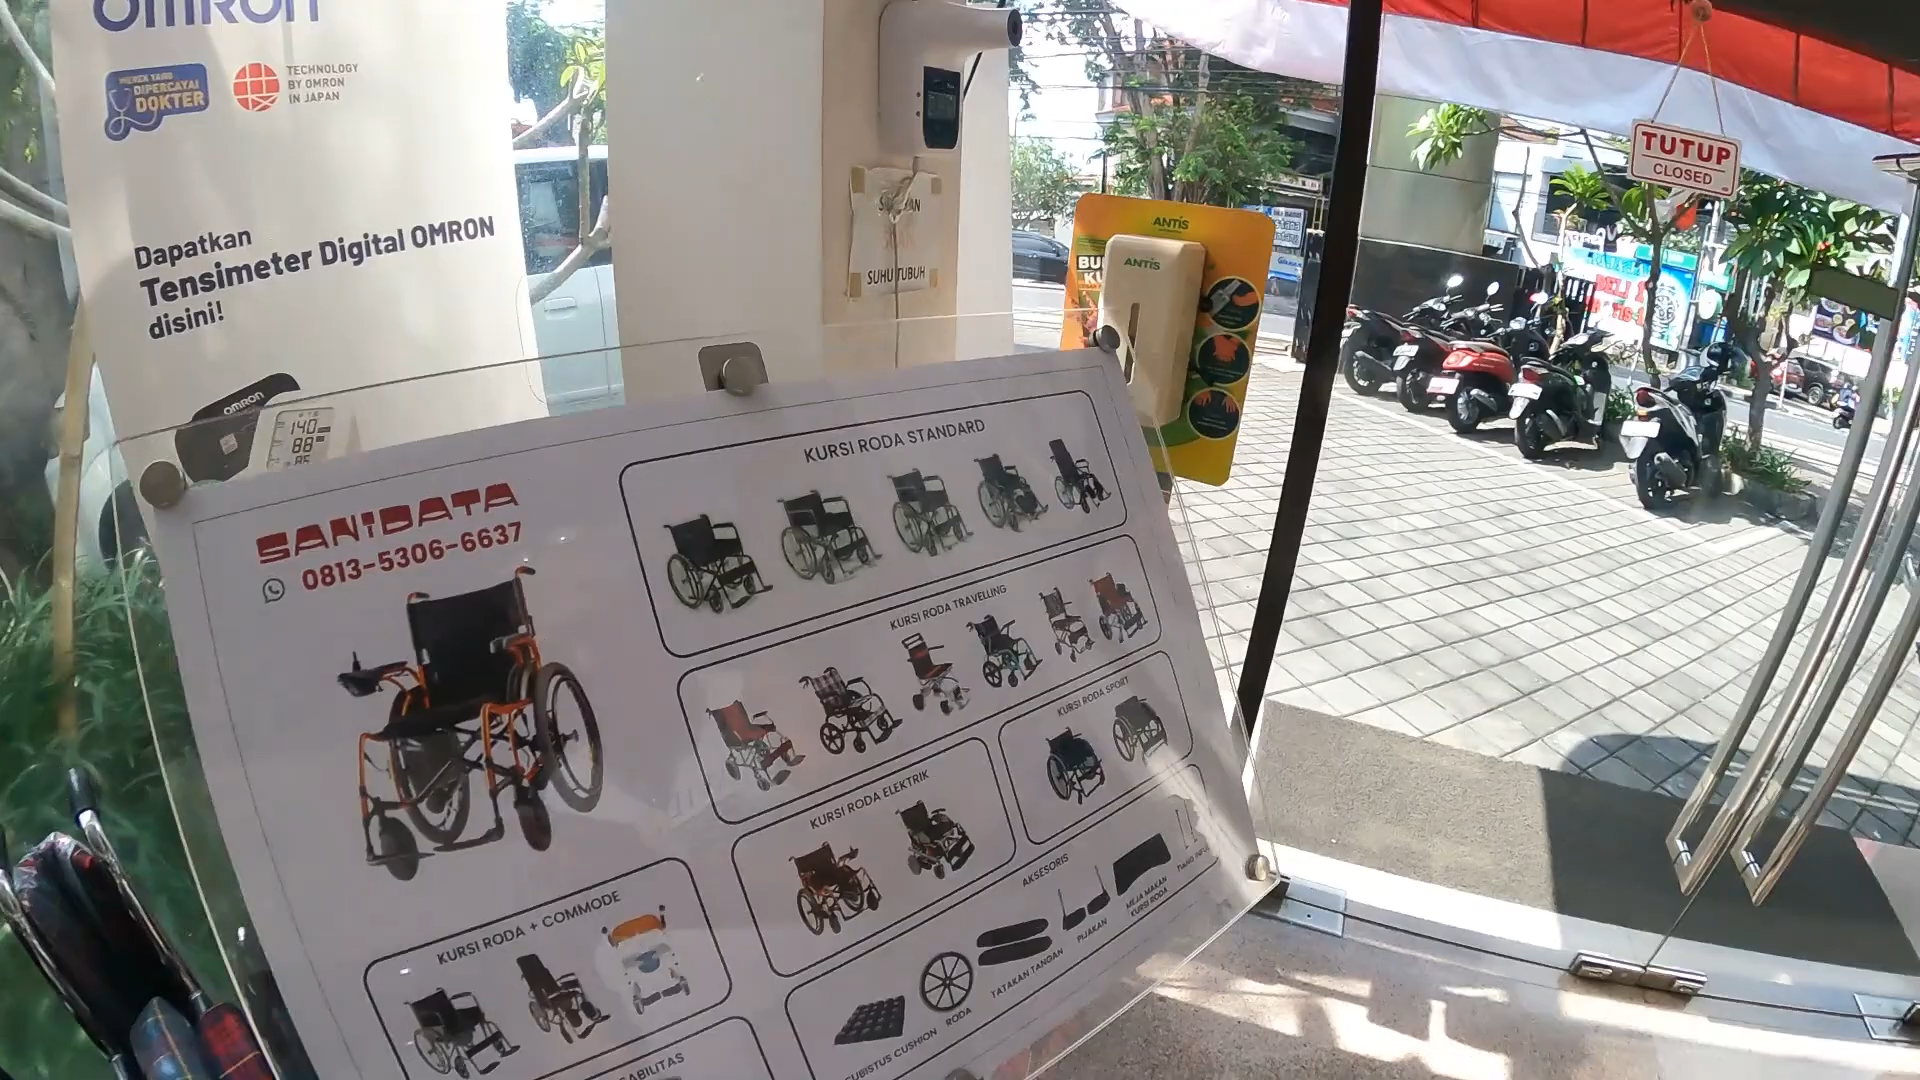 OMRON
MEREK YANG
DIPERCAYAI
DOKTER
TECHNOLOGY
BY OMRON
IN JAPAN
Dapatkan
Tensimeter Digital OMRON
disini!
OMRON
140
88
85
SUHU TUBUH
ANTIS
ANTIS
TUTUP
CLOSED
SANIDATA
0813-5306-6637
KURSI RODA STANDARD
KURSI RODA TRAVELLING
KURSI RODA SPORT
KURSI RODA ELEKTRIK
KURSI RODA + COMMODE
AKSESORIS
CUSHION
RODA
TATAKAN TANGAN
PIJAKAN
MEJA MAKAN
KURSI RODA